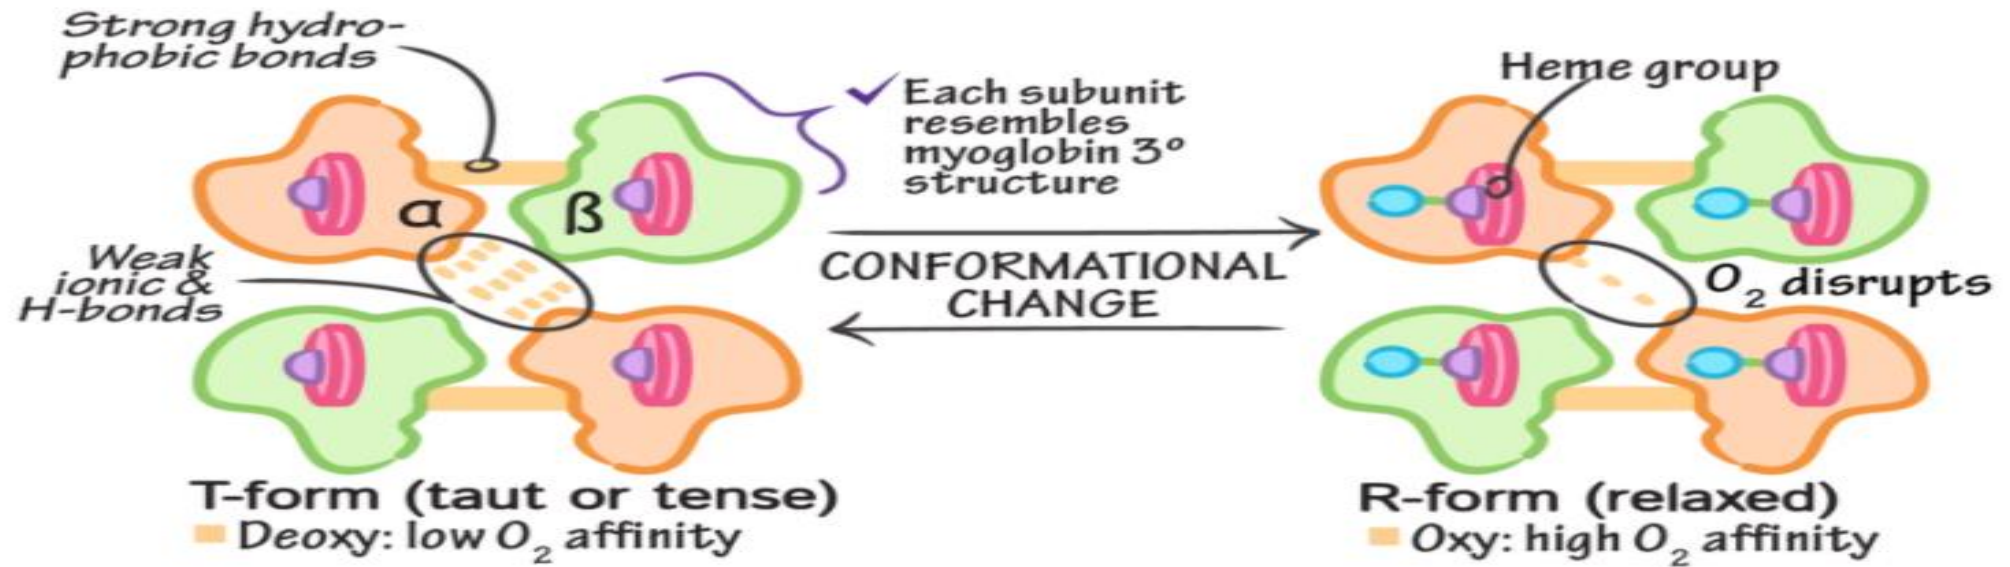 Strong hydro-
phobic bonds
✓ Each subunit
resembles
myoglobin 3°
structure
α
β
Weak
ionic &
H-bonds
CONFORMATIONAL
CHANGE
T-form (taut or tense)
Deoxy: low O₂ affinity
Heme group
O₂ disrupts
R-form (relaxed)
Oxy: high O₂ affinity